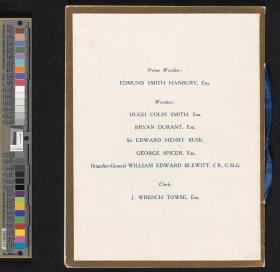 Prime Warden:
EDMUND SMITH HANBURY, Esq.
Wardens:
HUGH COLIN SMITH, Esq.
BRYAN DURANT, Esq.
Sir EDWARD HENRY BUSK.
GEORGE SPICER, Esq.
Brigadier-General WILLIAM EDWARD BLEWITT, C.B., C.M.G.
Clerk:
J. WRENCH TOWSE, Esq.